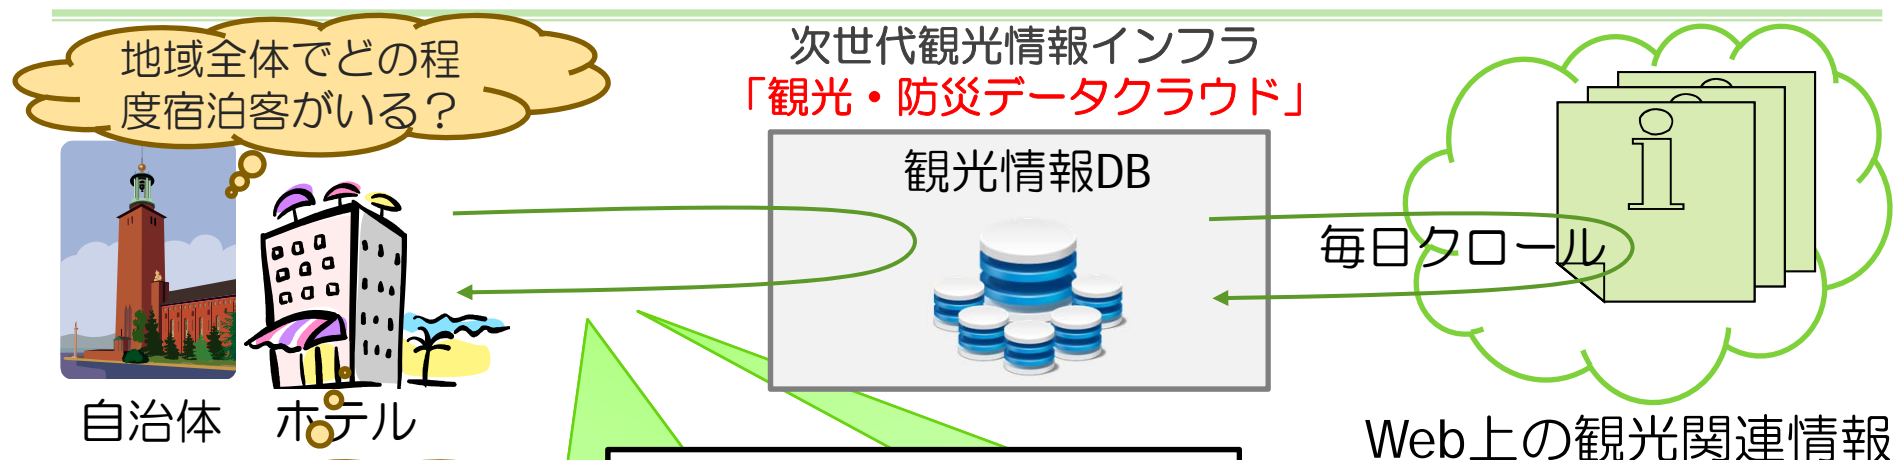 地域全体でどの程
度宿泊客がいる？
次世代観光情報インフラ
「観光・防災データクラウド」
観光情報DB
i
毎日クロール
自治体
ホテル
Web上の観光関連情報